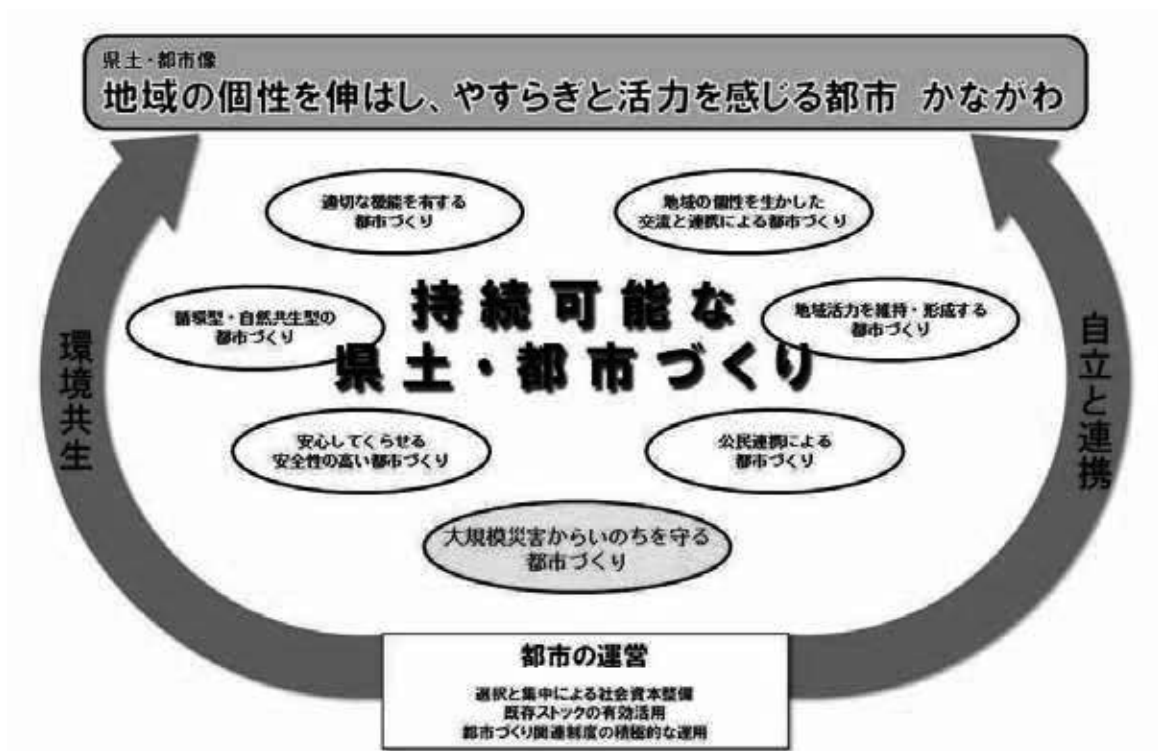 県土・都市像
地域の個性を伸ばし、やすらぎと活力を感じる都市 かながわ
適切な機能を有する
都市づくり
地域の個性を生かした
交流と連携による都市づくり
持続可能な
県土・都市づくり
循環型・自然共生型の
都市づくり
地域活力を維持・形成する
都市づくり
環境共生
自立と連携
安心してくらせる
安全性の高い都市づくり
公民連携による
都市づくり
大規模災害からいのちを守る
都市づくり
都市の運営
選択と集中による社会資本整備
既存ストックの有効活用
都市づくり関連制度の積極的な運用